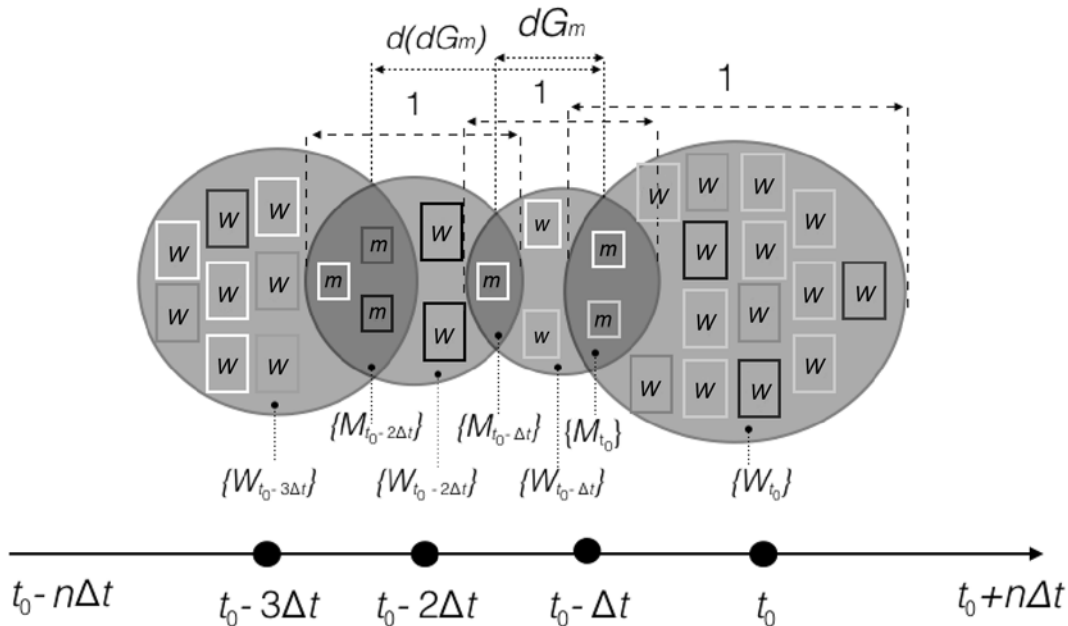 d(dGm) dGm
1 1 1
W W W
W W W
W W
m
m
m
W
W
m
w
w
m
m
W W W W
W W
W W
W W
W
W W W
{Mt₀-2Δt} {Mt₀-Δt} {Mt₀}
{Wt₀-3Δt} {Wt₀-2Δt} {Wt₀-Δt} {Wt₀}
t₀-nΔt t₀-3Δt t₀-2Δt t₀-Δt t₀ t₀+nΔt